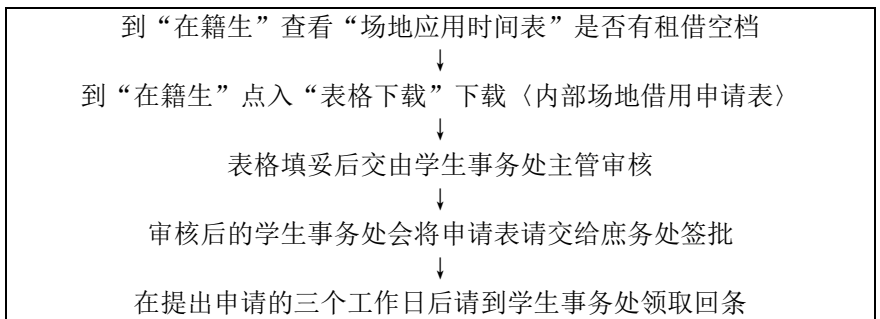 到“在籍生”查看“场地应用时间表”是否有租借空档
↓
到“在籍生”点入“表格下载”下载〈内部场地借用申请表〉
↓
表格填妥后交由学生事务处主管审核
↓
审核后的学生事务处会将申请表请交给庶务处签批
↓
在提出申请的三个工作日后请到学生事务处领取回条